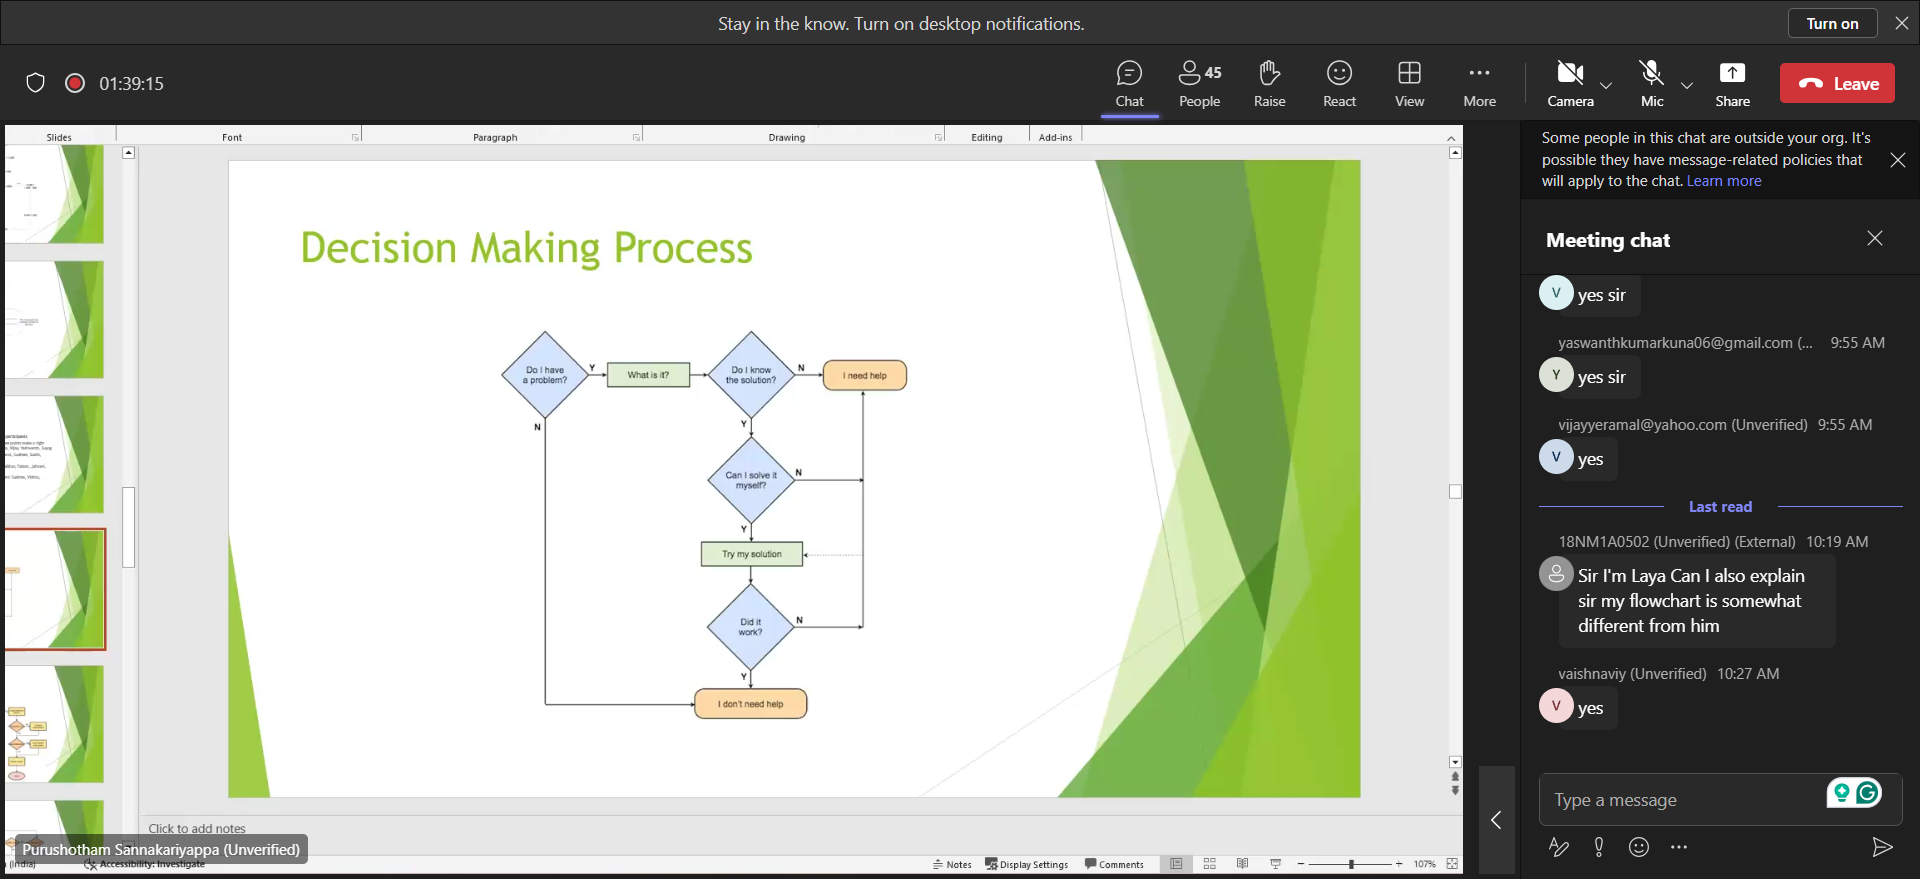 Stay in the know. Turn on desktop notifications.
Turn on
01:39:15
Chat
45
People
Raise
React
View
More
Camera
Mic
Share
Leave
Slides
Font
Paragraph
Drawing
Editing
Add-ins
Decision Making Process
Do I have
a problem?
Y
What is it?
Do I know
the solution?
N
I need help
N
Y
Can I solve it
myself?
N
Y
Try my solution
Did it
work?
N
Y
I don't need help
Click to add notes
Purushotham Sannakariyappa (Unverified)
(India)
Accessibility: Investigate
Notes
Display Settings
Comments
107%
Some people in this chat are outside your org. It's
possible they have message-related policies that
will apply to the chat. Learn more
Meeting chat
V
yes sir
yaswanthkumarkuna06@gmail.com (... 9:55 AM
Y
yes sir
vijayyeramal@yahoo.com (Unverified) 9:55 AM
V
yes
Last read
18NM1A0502 (Unverified) (External) 10:19 AM
Sir I'm Laya Can I also explain
sir my flowchart is somewhat
different from him
vaishnaviy (Unverified) 10:27 AM
V
yes
Type a message